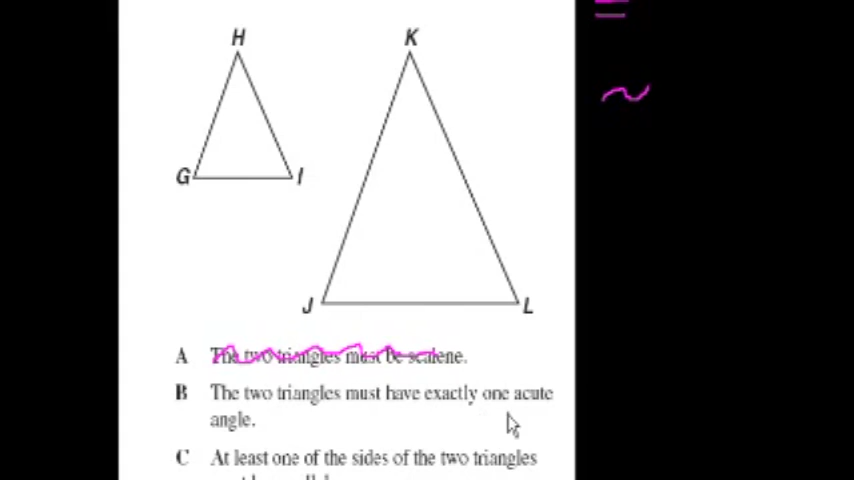 H
K
G
I
J
L
A The two triangles must be scalene.
B The two triangles must have exactly one acute
angle.
C At least one of the sides of the two triangles